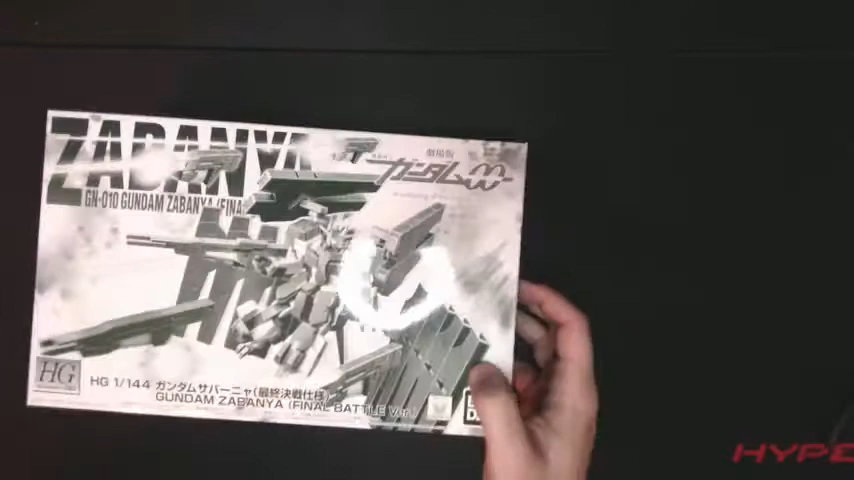 ZABANYA
劇場版
ガンダムOO
GN-010 GUNDAM ZABANYA (FINA
HG
HG 1/144 ガンダムサバーニャ(最終決戦仕様)
GUNDAM ZABANYA (FINAL BATTLE Ver.)
HYPE